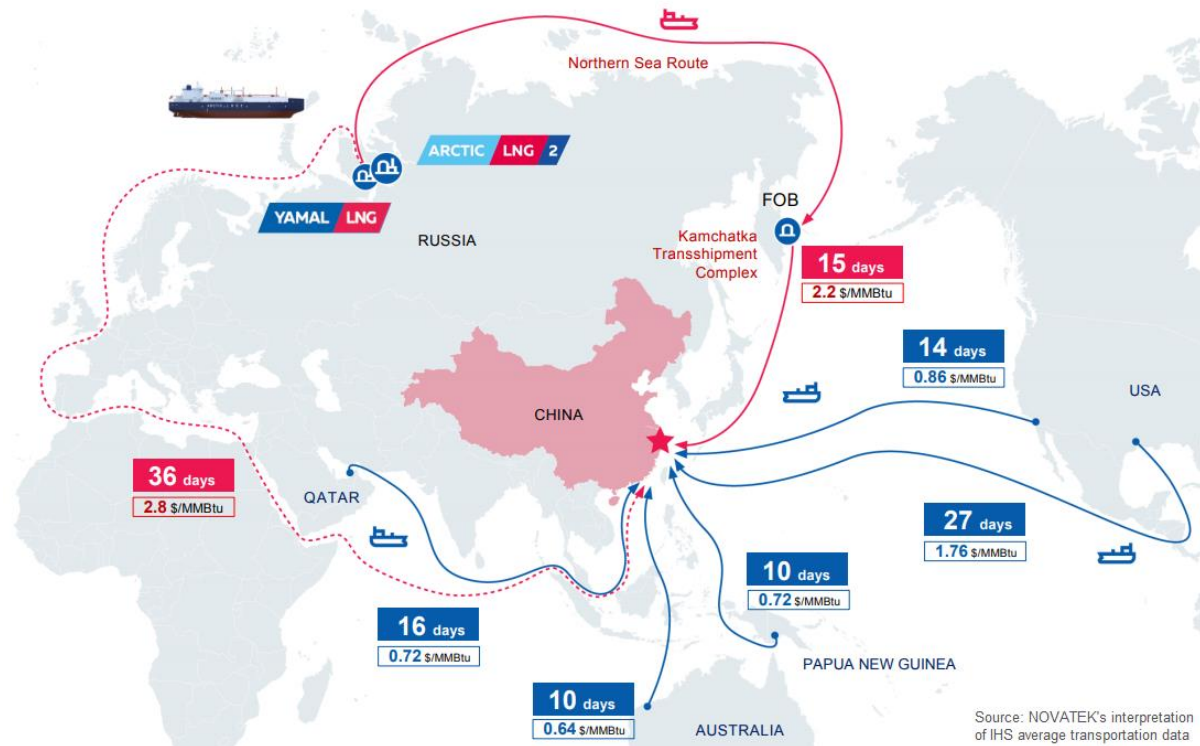 Northern Sea Route
ARCTIC LNG 2
YAMAL LNG
RUSSIA
FOB
Kamchatka
Transshipment
Complex
15 days
2.2 $/MMBtu
14 days
0.86 $/MMBtu
USA
CHINA
36 days
2.8 $/MMBtu
QATAR
27 days
1.76 $/MMBtu
10 days
0.72 $/MMBtu
16 days
0.72 $/MMBtu
PAPUA NEW GUINEA
10 days
0.64 $/MMBtu
AUSTRALIA
Source: NOVATEK's interpretation
of IHS average transportation data